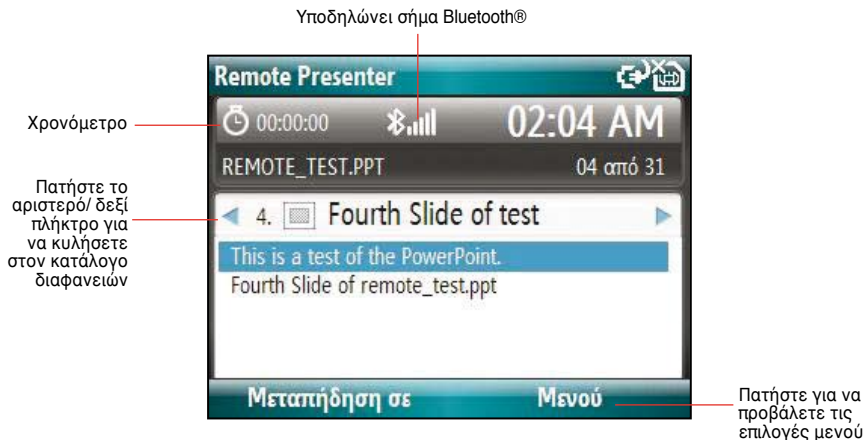 Υποδηλώνει σήμα Bluetooth®
Remote Presenter
Χρονόμετρο
00:00:00
02:04 AM
REMOTE_TEST.PPT
04 από 31
Πατήστε το
αριστερό/ δεξί
πλήκτρο για
να κυλήσετε
στον κατάλογο
διαφανειών
4. Fourth Slide of test
This is a test of the PowerPoint.
Fourth Slide of remote_test.ppt
Μεταπήδηση σε
Μενού
Πατήστε για να
προβάλετε τις
επιλογές μενού